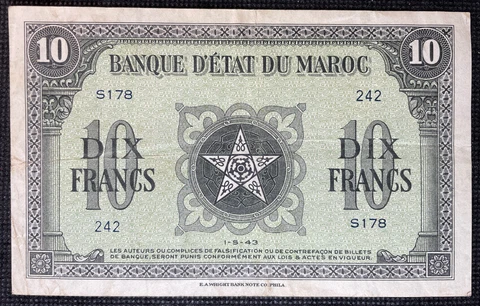 10 10
BANQUE D'ÉTAT DU MAROC
S178 242
10 10
DIX DIX
FRANCS FRANCS
242 S178
1-5-43
LES AUTEURS OU COMPLICES DE FALSIFICATION OU DE CONTREFAÇON DE BILLETS
DE BANQUE, SERONT PUNIS CONFORMÉMENT AUX LOIS & ACTES EN VIGUEUR.
E.A.WRIGHT BANK NOTE CO., PHILA.